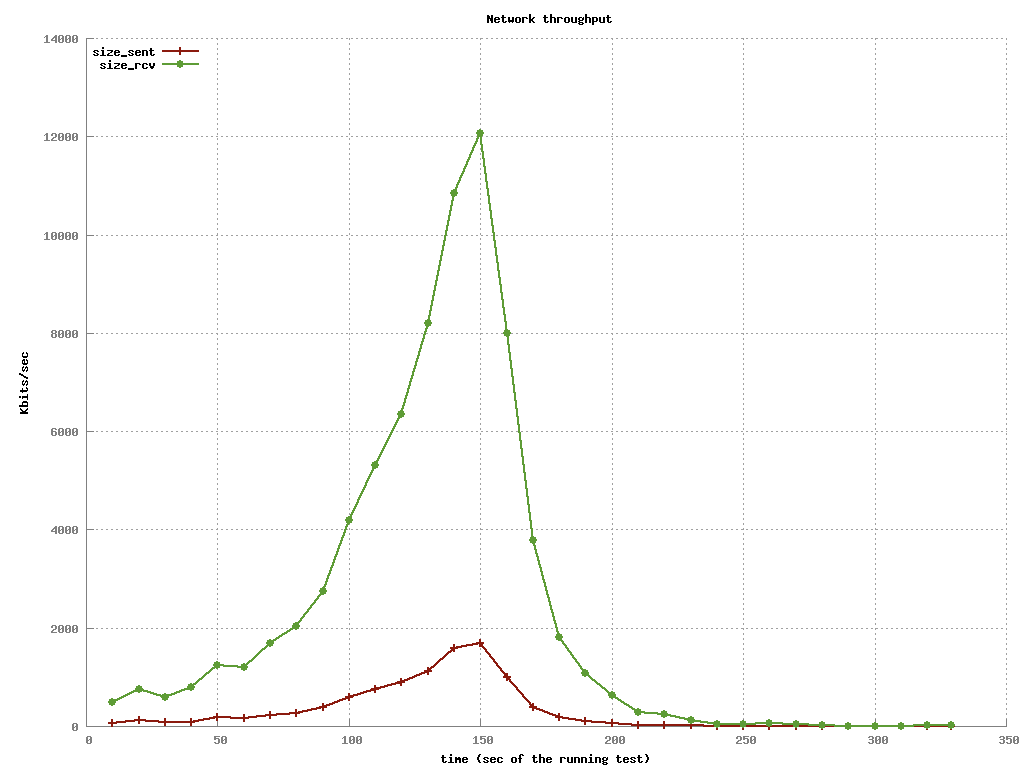 Network throughput
14000
size_sent
size_rcv
12000
10000
8000
Kbits/sec
6000
4000
2000
0
0 50 100 150 200 250 300 350
time (sec of the running test)